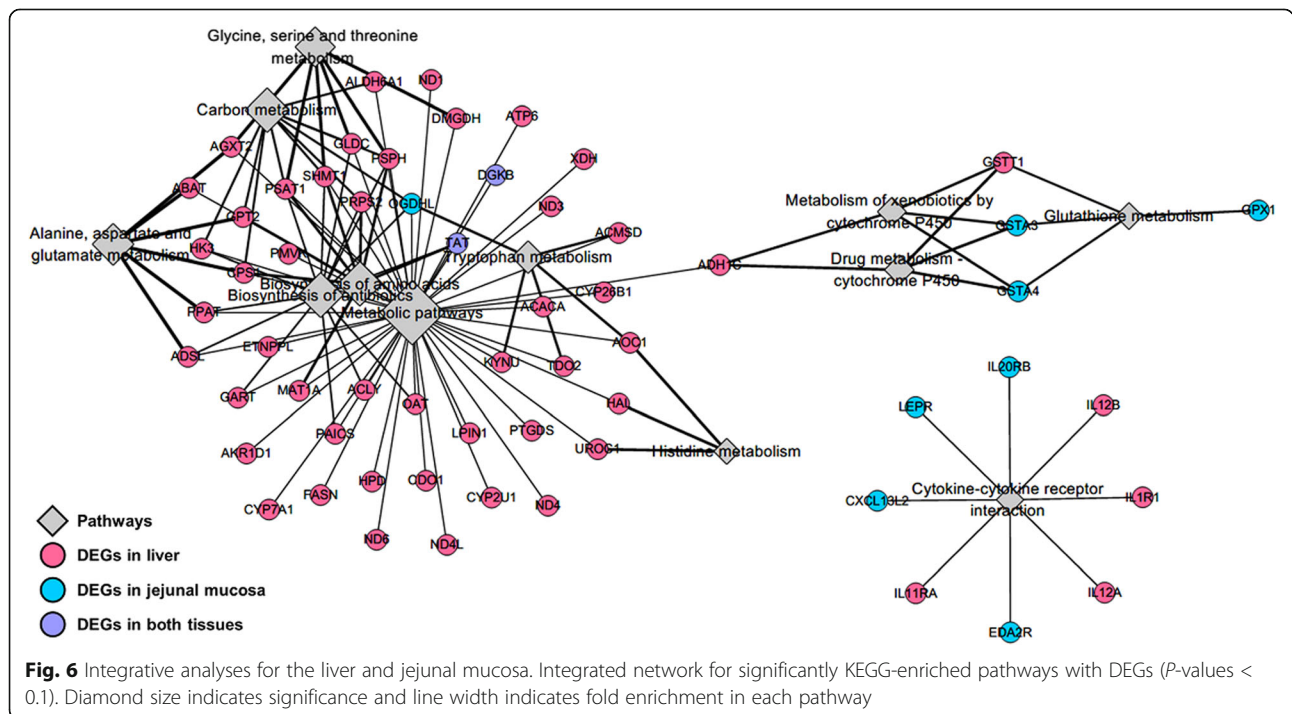 Glycine, serine and threonine
metabolism
ALDH6A1
ND1
Carbon metabolism
DMGDH
ATP6
AGXT2
GLDC
PSPH
XDH
SHMT1
DGKB
ABAT
PSAT1
PRPS2
OGDHL
ND3
GPT2
ACMSD
Alanine, aspartate and
glutamate metabolism
HK3
PMVK
TAT
Tryptophan metabolism
CPS1
ADH1C
Biosynthesis of amino acids
Biosynthesis of antibiotics
CYP26B1
PPAT
Metabolic pathways
ACACA
ADSL
ETNPPL
KYNU
TDO2
AOC1
GART
MAT1A
ACLY
OAT
HAL
PAICS
LPIN1
PTGDS
UROC1
Histidine metabolism
AKR1D1
HPD
CDO1
CYP7A1
FASN
CYP2U1
ND4
ND6
ND4L
GSTT1
Metabolism of xenobiotics by
cytochrome P450
GSTA3
Glutathione metabolism
GPX1
Drug metabolism -
cytochrome P450
GSTA4
IL20RB
LEPR
IL12B
Cytokine-cytokine receptor
interaction
CXCL13L2
IL1R1
IL11RA
IL12A
EDA2R
Pathways
DEGs in liver
DEGs in jejunal mucosa
DEGs in both tissues
Fig. 6 Integrative analyses for the liver and jejunal mucosa. Integrated network for significantly KEGG-enriched pathways with DEGs (P-values <
0.1). Diamond size indicates significance and line width indicates fold enrichment in each pathway